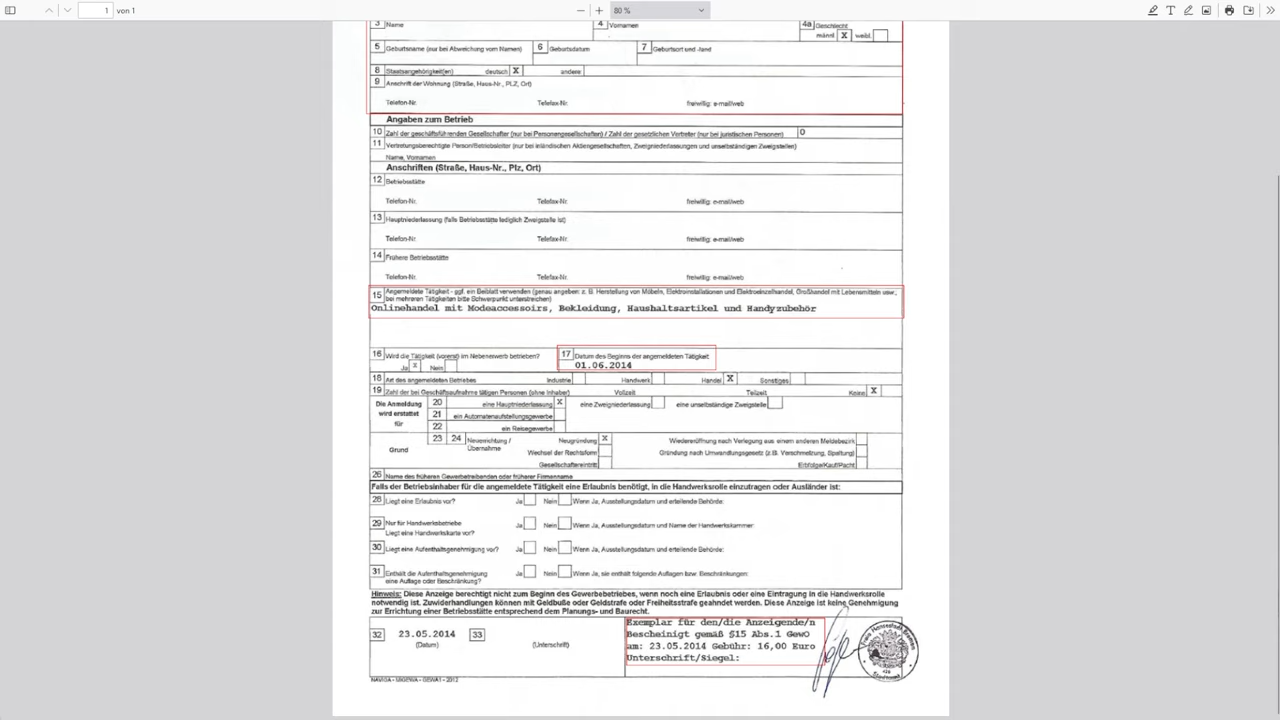 1 von 1
80 %
3 Name 4 Vornamen 4a Geschlecht
männl. X weibl.
5 Geburtsname (nur bei Abweichung vom Namen) 6 Geburtsdatum 7 Geburtsort und -land
8 Staatsangehörigkeit(en) deutsch X andere
9 Anschrift der Wohnung (Straße, Haus-Nr., PLZ, Ort)
Telefon-Nr. Telefax-Nr. freiwillig: e-mail/web
Angaben zum Betrieb
10 Zahl der geschäftsführenden Gesellschafter (nur bei Personengesellschaften) / Zahl der gesetzlichen Vertreter (nur bei juristischen Personen) 0
11 Vertretungsberechtigte Person/Betriebsleiter (nur bei inländischen Aktiengesellschaften, Zweigniederlassungen und unselbständigen Zweigstellen)
Name, Vornamen
Anschriften (Straße, Haus-Nr., Plz, Ort)
12 Betriebsstätte
Telefon-Nr. Telefax-Nr. freiwillig: e-mail/web
13 Hauptniederlassung (falls Betriebsstätte lediglich Zweigstelle ist)
Telefon-Nr. Telefax-Nr. freiwillig: e-mail/web
14 Frühere Betriebsstätte
Telefon-Nr. Telefax-Nr. freiwillig: e-mail/web
15 Angemeldete Tätigkeit - ggf. ein Beiblatt verwenden (genau angeben: z. B. Herstellung von Möbeln, Elektroinstallationen und Elektroeinzelhandel, Großhandel mit Lebensmitteln usw.,
bei mehreren Tätigkeiten bitte Schwerpunkt unterstreichen)
Onlinehandel mit Modeaccessoirs, Bekleidung, Haushaltsartikel und Handyzubehör
16 Wird die Tätigkeit (vorerst) im Nebenerwerb betrieben? 17 Datum des Beginns der angemeldeten Tätigkeit
Ja X Nein 01.06.2014
18 Art des angemeldeten Betriebes Industrie Handwerk Handel X Sonstiges
19 Zahl der bei Geschäftsaufnahme tätigen Personen (ohne Inhaber) Vollzeit Teilzeit Keine X
Die Anmeldung wird erstattet für
20 eine Hauptniederlassung X eine Zweigniederlassung eine unselbständige Zweigstelle
21 ein Automatenaufstellungsgewerbe
22 ein Reisegewerbe
Grund
23 24 Neuerrichtung / Übernahme Neugründung X Wiedereröffnung nach Verlegung aus einem anderen Meldebezirk
Wechsel der Rechtsform Gründung nach Umwandlungsgesetz (z.B. Verschmelzung, Spaltung)
Gesellschaftereintritt Erbfolge/Kauf/Pacht
26 Name des früheren Gewerbetreibenden oder früherer Firmenname
Falls der Betriebsinhaber für die angemeldete Tätigkeit eine Erlaubnis benötigt, in die Handwerksrolle einzutragen oder Ausländer ist:
28 Liegt eine Erlaubnis vor? Ja Nein Wenn Ja, Ausstellungsdatum und erteilende Behörde:
29 Nur für Handwerksbetriebe
Liegt eine Handwerkskarte vor? Ja Nein Wenn Ja, Ausstellungsdatum und Name der Handwerkskammer:
30 Liegt eine Aufenthaltsgenehmigung vor? Ja Nein Wenn Ja, Ausstellungsdatum und erteilende Behörde:
31 Enthält die Aufenthaltsgenehmigung
eine Auflage oder Beschränkung? Ja Nein Wenn Ja, sie enthält folgende Auflagen bzw. Beschränkungen:
Hinweis: Diese Anzeige berechtigt nicht zum Beginn des Gewerbebetriebes, wenn noch eine Erlaubnis oder eine Eintragung in die Handwerksrolle
notwendig ist. Zuwiderhandlungen können mit Geldbuße oder Geldstrafe oder Freiheitsstrafe geahndet werden. Diese Anzeige ist keine Genehmigung
zur Errichtung einer Betriebsstätte entsprechend dem Planungs- und Baurecht.
32 23.05.2014 33
(Datum) (Unterschrift)
Exemplar für den/die Anzeigende/n
Bescheinigt gemäß §15 Abs.1 GewO
am: 23.05.2014 Gebühr: 16,00 Euro
Unterschrift/Siegel:
NAVIGA - MIGEWA - GEWA1 - 2012